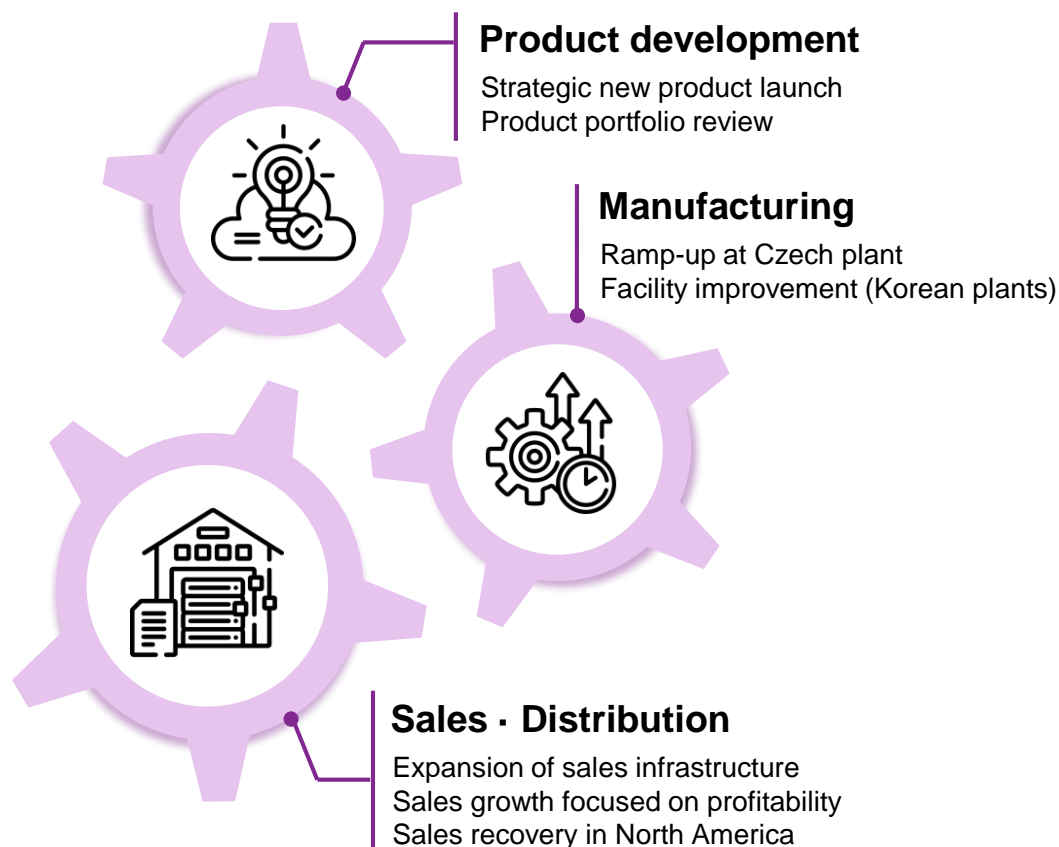 Product development
Strategic new product launch
Product portfolio review
Manufacturing
Ramp-up at Czech plant
Facility improvement (Korean plants)
Sales · Distribution
Expansion of sales infrastructure
Sales growth focused on profitability
Sales recovery in North America